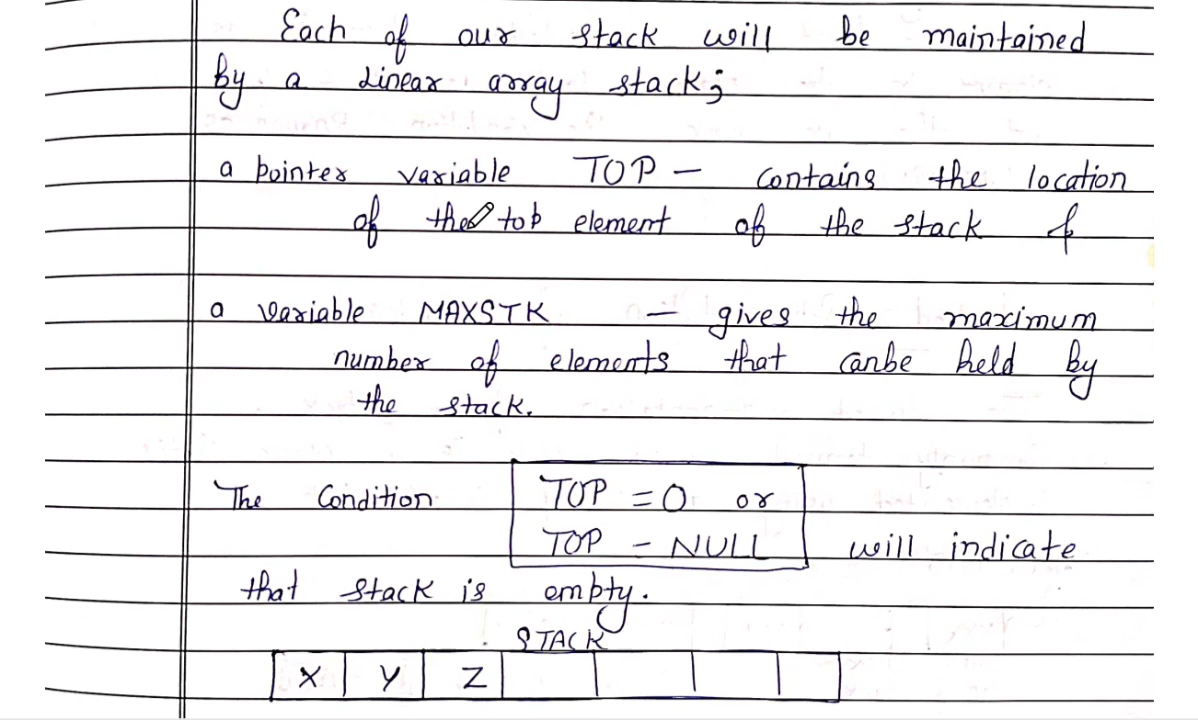 Each of our stack will be maintained
By a Linear array stack;
a pointer variable TOP — contains the location
of the top element of the stack &
a variable MAXSTK — gives the maximum
number of elements that canbe held by
the stack.
The Condition TOP = 0 or
TOP = NULL will indicate
that stack is empty.
STACK
X Y Z